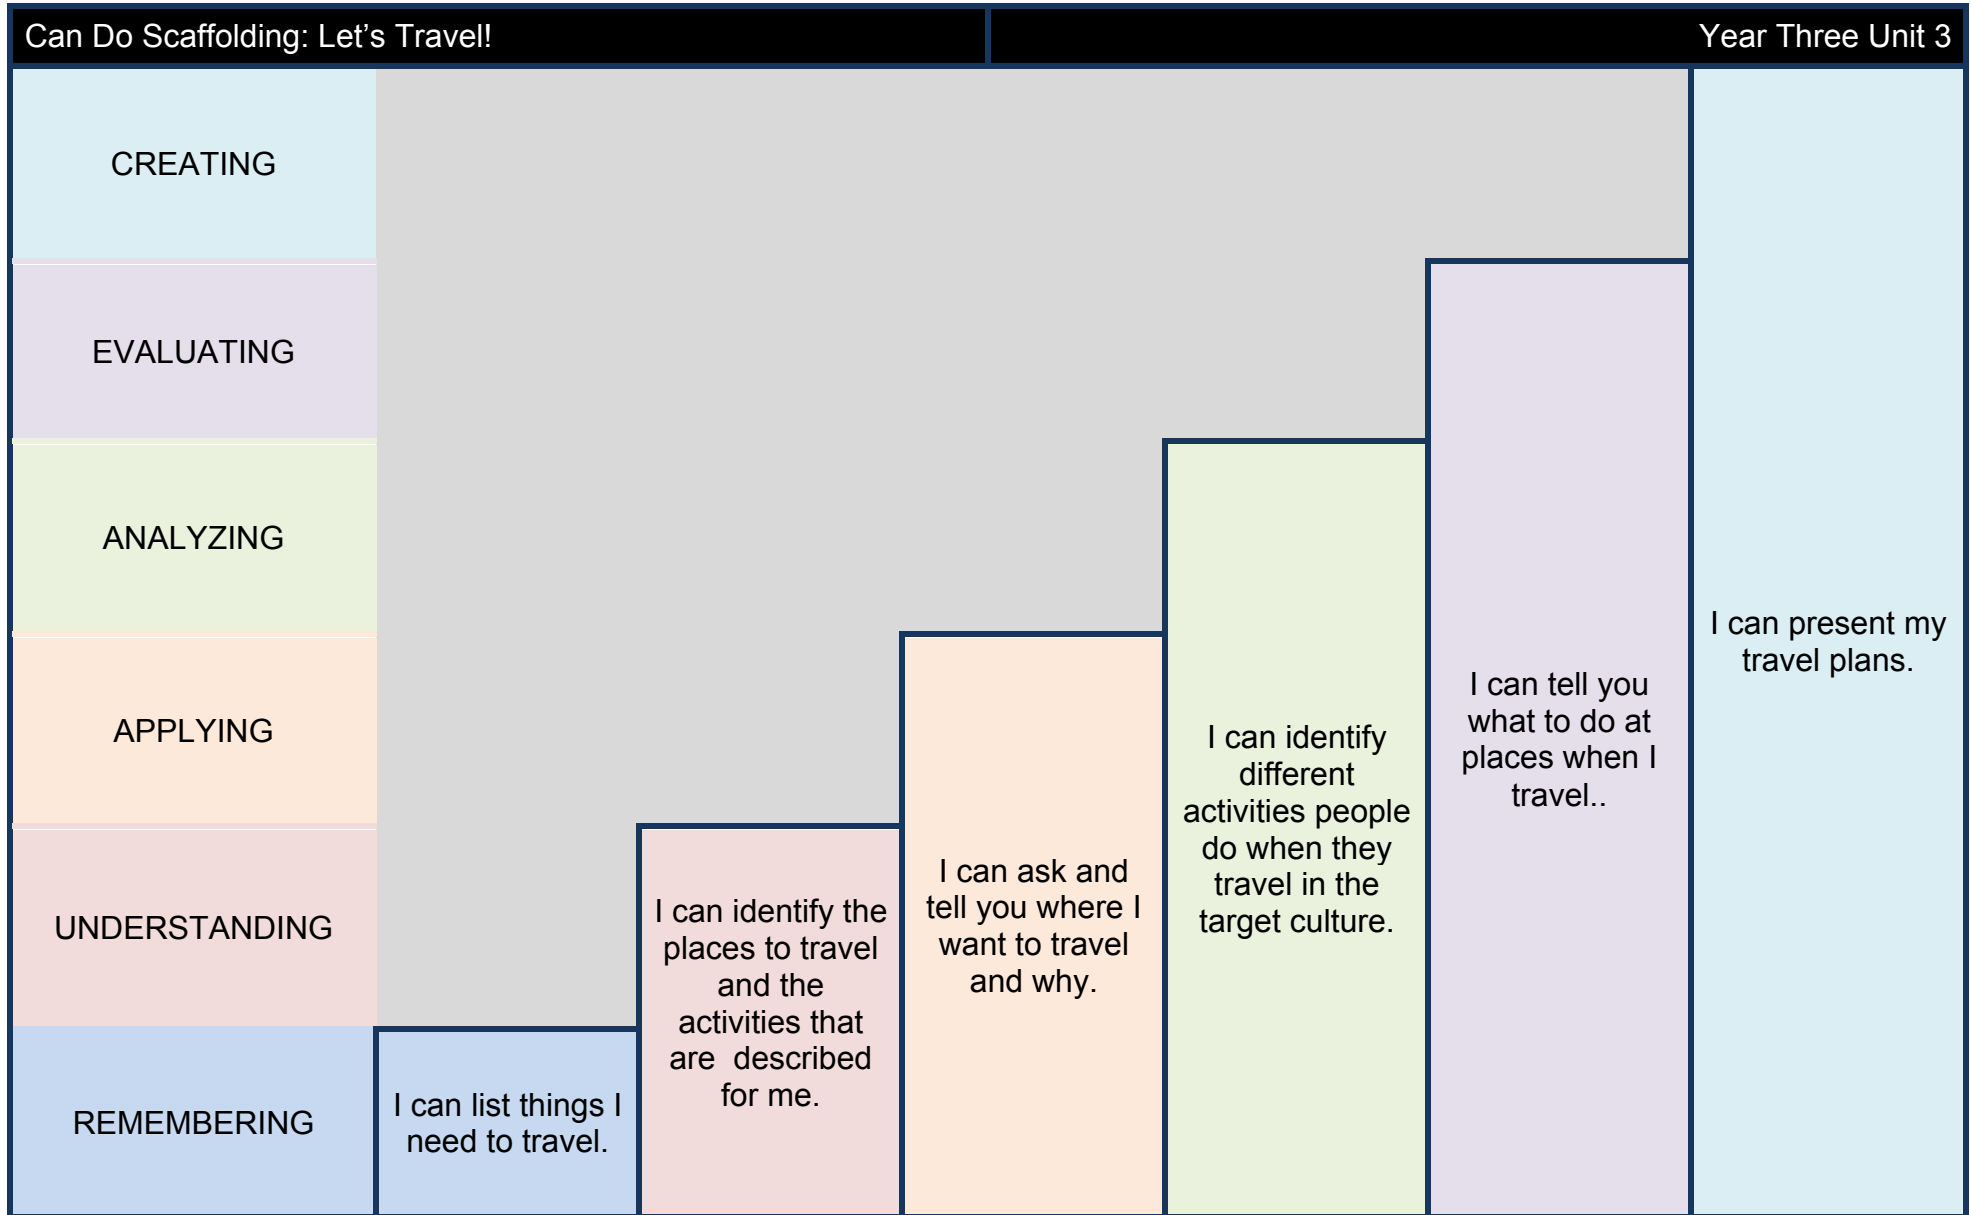 Can Do Scaffolding: Let’s Travel!
Year Three Unit 3
CREATING
EVALUATING
ANALYZING
APPLYING
UNDERSTANDING
REMEMBERING
I can list things I
need to travel.
I can identify the
places to travel
and the
activities that
are  described
for me.
I can ask and
tell you where I
want to travel
and why.
I can identify
different
activities people
do when they
travel in the
target culture.
I can tell you
what to do at
places when I
travel..
I can present my
travel plans.